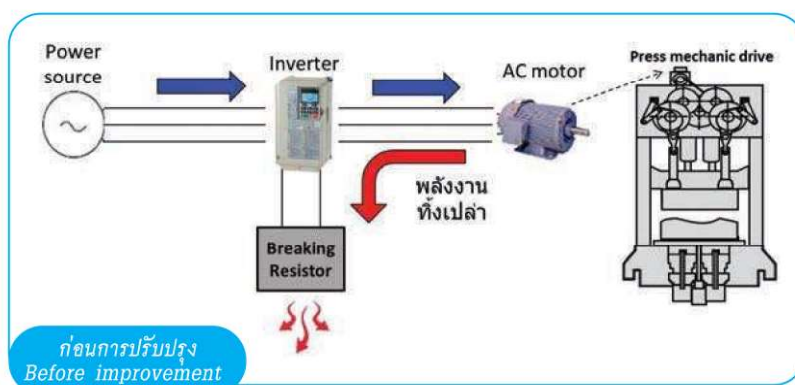 Power
source
Inverter
AC motor
Press mechanic drive
พลังงาน
ทิ้งเปล่า
Breaking
Resistor
ก่อนการปรับปรุง
Before improvement